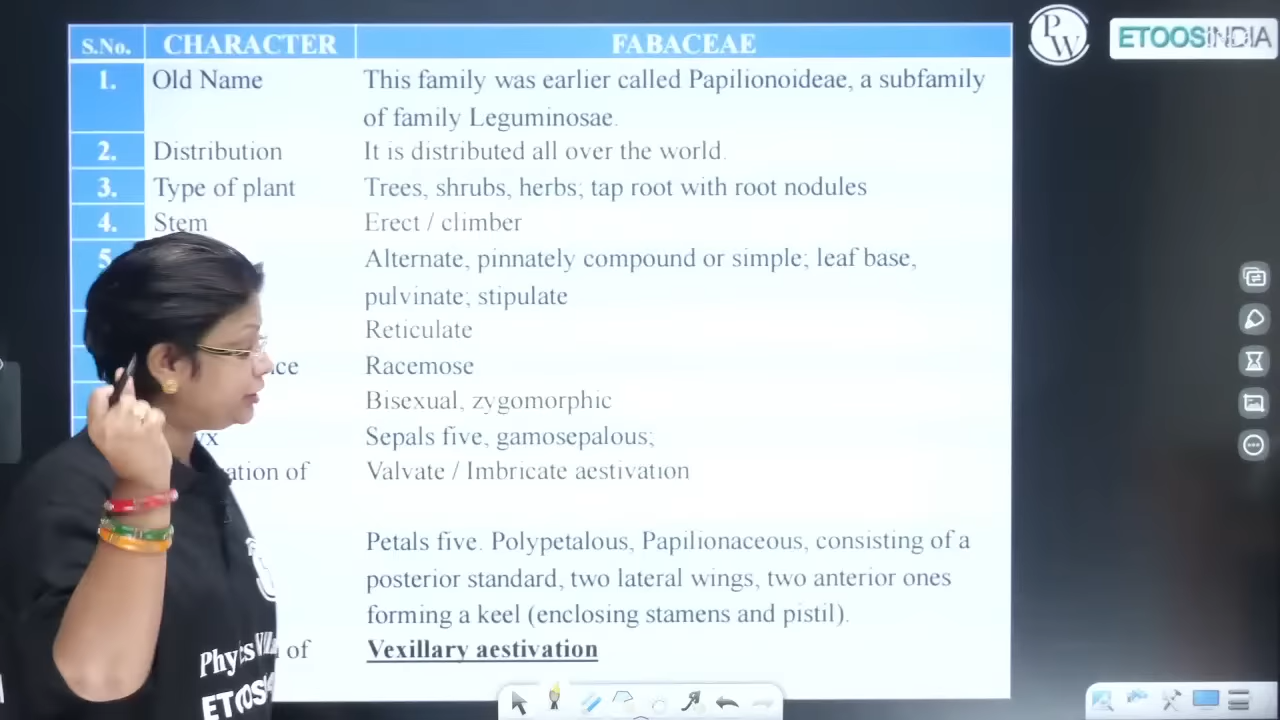 S.No. CHARACTER FABACEAE
1. Old Name This family was earlier called Papilionoideae, a subfamily
of family Leguminosae.
2. Distribution It is distributed all over the world.
3. Type of plant Trees, shrubs, herbs; tap root with root nodules
4. Stem Erect / climber
5 Alternate, pinnately compound or simple; leaf base,
pulvinate; stipulate
Reticulate
Racemose
Bisexual, zygomorphic
Sepals five, gamosepalous;
of Valvate / Imbricate aestivation
Petals five. Polypetalous, Papilionaceous, consisting of a
posterior standard, two lateral wings, two anterior ones
forming a keel (enclosing stamens and pistil).
of Vexillary aestivation
PW
ETOOSINDIA